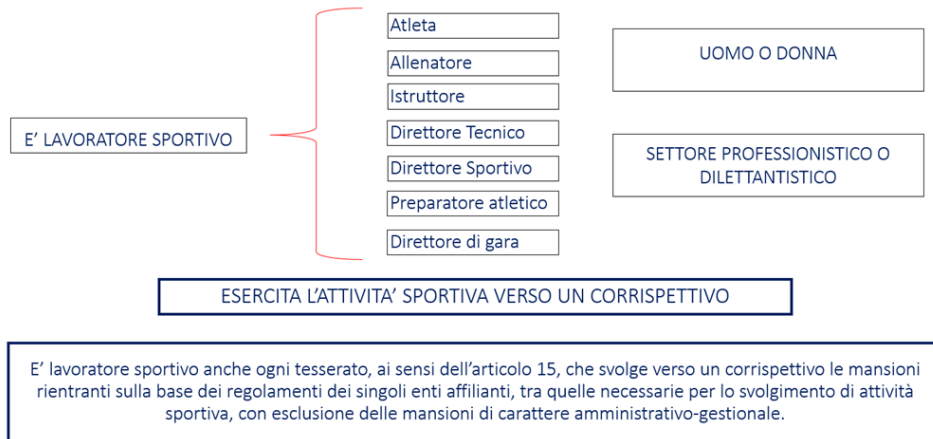 E' LAVORATORE SPORTIVO
Atleta
Allenatore
Istruttore
Direttore Tecnico
Direttore Sportivo
Preparatore atletico
Direttore di gara
UOMO O DONNA
SETTORE PROFESSIONISTICO O
DILETTANTISTICO
ESERCITA L'ATTIVITA' SPORTIVA VERSO UN CORRISPETTIVO
E' lavoratore sportivo anche ogni tesserato, ai sensi dell'articolo 15, che svolge verso un corrispettivo le mansioni
rientranti sulla base dei regolamenti dei singoli enti affilianti, tra quelle necessarie per lo svolgimento di attività
sportiva, con esclusione delle mansioni di carattere amministrativo-gestionale.